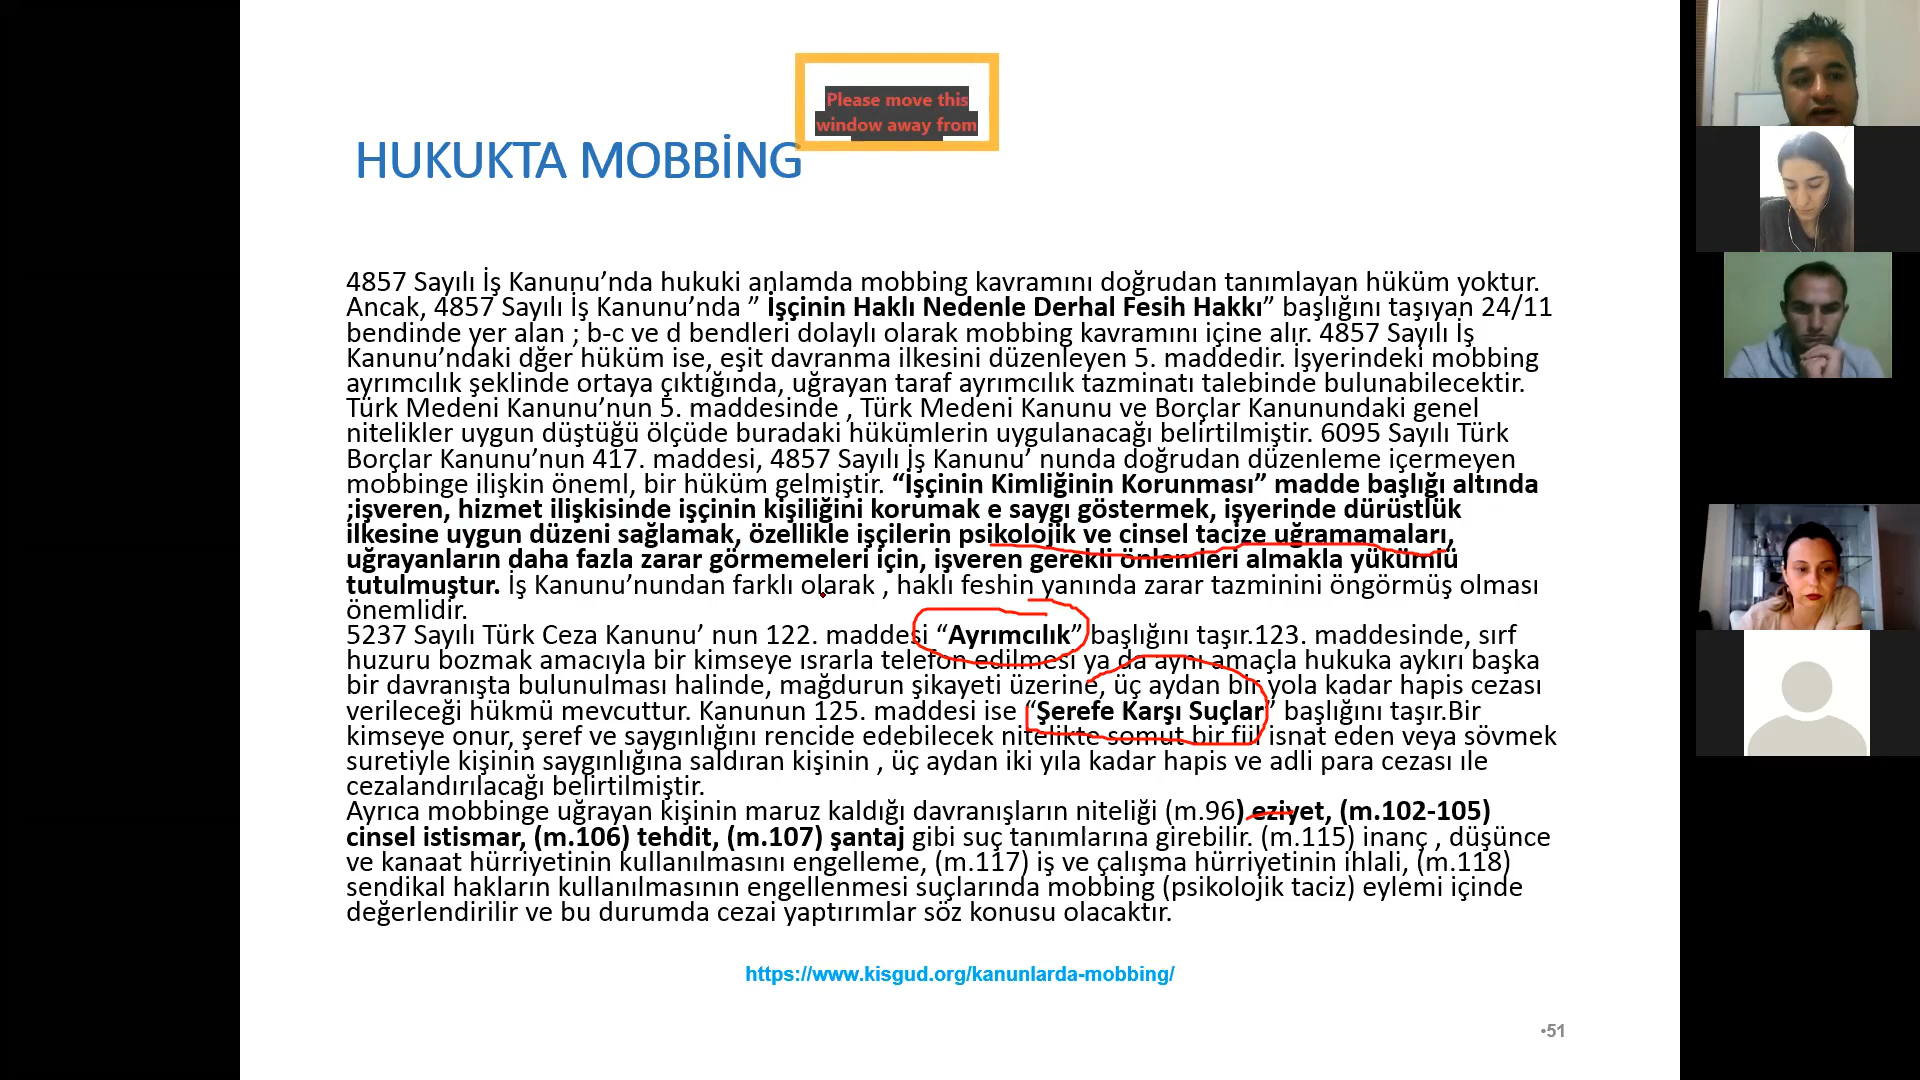 Please move this
window away from
HUKUKTA MOBBİNG
4857 Sayılı İş Kanunu’nda hukuki anlamda mobbing kavramını doğrudan tanımlayan hüküm yoktur.
Ancak, 4857 Sayılı İş Kanunu’nda ” İşçinin Haklı Nedenle Derhal Fesih Hakkı” başlığını taşıyan 24/11
bendinde yer alan ; b-c ve d bendleri dolaylı olarak mobbing kavramını içine alır. 4857 Sayılı İş
Kanunu’ndaki dğer hüküm ise, eşit davranma ilkesini düzenleyen 5. maddedir. İşyerindeki mobbing
ayrımcılık şeklinde ortaya çıktığında, uğrayan taraf ayrımcılık tazminatı talebinde bulunabilecektir.
Türk Medeni Kanunu’nun 5. maddesinde , Türk Medeni Kanunu ve Borçlar Kanunundaki genel
nitelikler uygun düştüğü ölçüde buradaki hükümlerin uygulanacağı belirtilmiştir. 6095 Sayılı Türk
Borçlar Kanunu’nun 417. maddesi, 4857 Sayılı İş Kanunu’ nunda doğrudan düzenleme içermeyen
mobbinge ilişkin öneml, bir hüküm gelmiştir. “İşçinin Kimliğinin Korunması” madde başlığı altında
;işveren, hizmet ilişkisinde işçinin kişiliğini korumak e saygı göstermek, işyerinde dürüstlük
ilkesine uygun düzeni sağlamak, özellikle işçilerin psikolojik ve cinsel tacize uğramamaları,
uğrayanların daha fazla zarar görmemeleri için, işveren gerekli önlemleri almakla yükümlü
tutulmuştur. İş Kanunu’nundan farklı olarak , haklı feshin yanında zarar tazminini öngörmüş olması
önemlidir.
5237 Sayılı Türk Ceza Kanunu’ nun 122. maddesi “Ayrımcılık” başlığını taşır.123. maddesinde, sırf
huzuru bozmak amacıyla bir kimseye ısrarla telefon edilmesi ya da aynı amaçla hukuka aykırı başka
bir davranışta bulunulması halinde, mağdurun şikayeti üzerine, üç aydan bir yola kadar hapis cezası
verileceği hükmü mevcuttur. Kanunun 125. maddesi ise “Şerefe Karşı Suçlar” başlığını taşır.Bir
kimseye onur, şeref ve saygınlığını rencide edebilecek nitelikte somut bir fiil isnat eden veya sövmek
suretiyle kişinin saygınlığına saldıran kişinin , üç aydan iki yıla kadar hapis ve adli para cezası ile
cezalandırılacağı belirtilmiştir.
Ayrıca mobbinge uğrayan kişinin maruz kaldığı davranışların niteliği (m.96) eziyet, (m.102-105)
cinsel istismar, (m.106) tehdit, (m.107) şantaj gibi suç tanımlarına girebilir. (m.115) inanç , düşünce
ve kanaat hürriyetinin kullanılmasını engelleme, (m.117) iş ve çalışma hürriyetinin ihlali, (m.118)
sendikal hakların kullanılmasının engellenmesi suçlarında mobbing (psikolojik taciz) eylemi içinde
değerlendirilir ve bu durumda cezai yaptırımlar söz konusu olacaktır.
https://www.kisgud.org/kanunlarda-mobbing/
•51